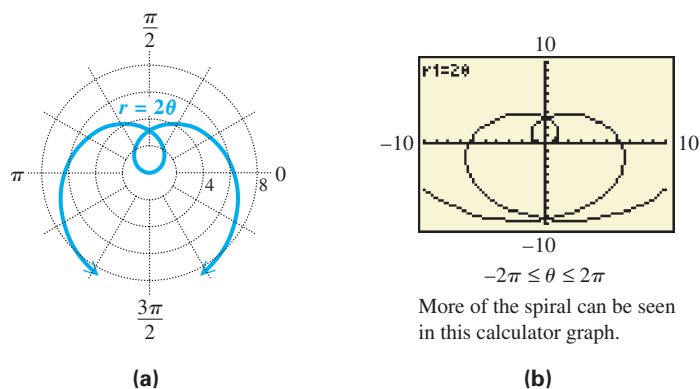 π/2
r = 2θ
π
4
8
0
3π/2
(a)
10
r1=2θ
−10
10
−10
−2π ≤ θ ≤ 2π
More of the spiral can be seen
in this calculator graph.
(b)